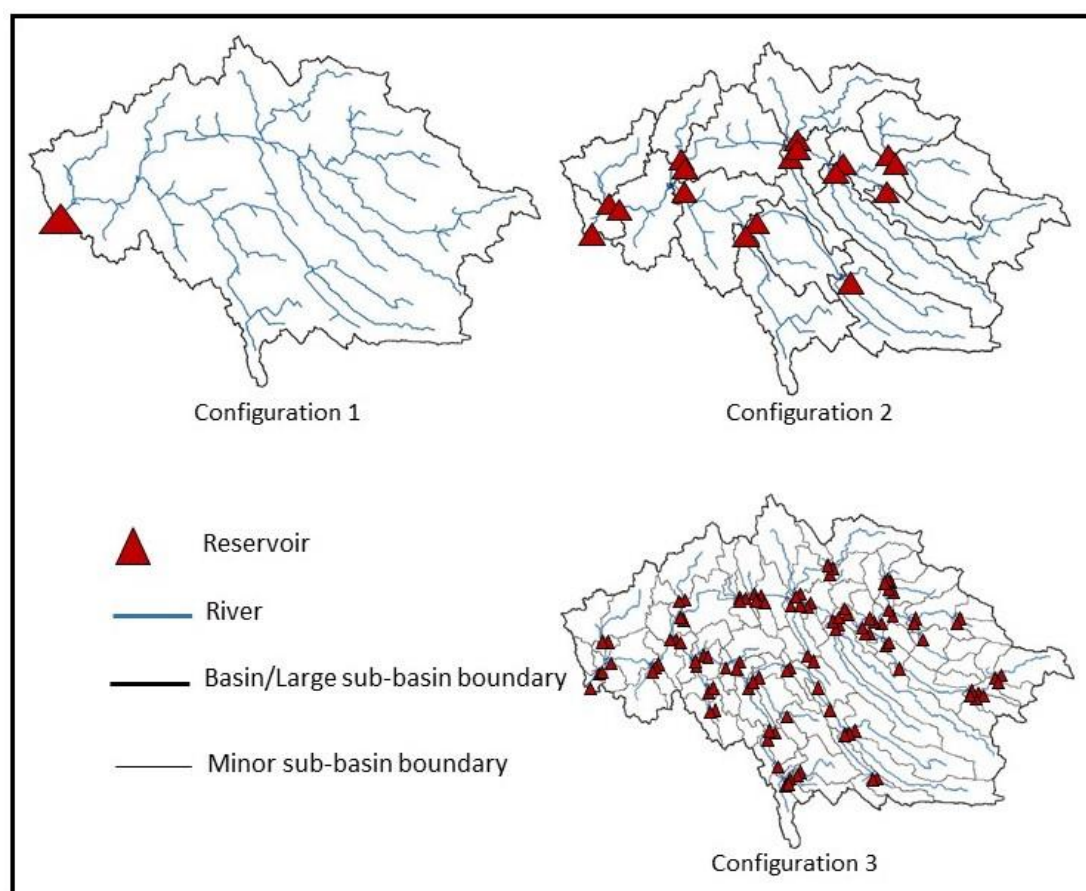 Configuration 1
Configuration 2
Reservoir
River
Basin/Large sub-basin boundary
Minor sub-basin boundary
Configuration 3